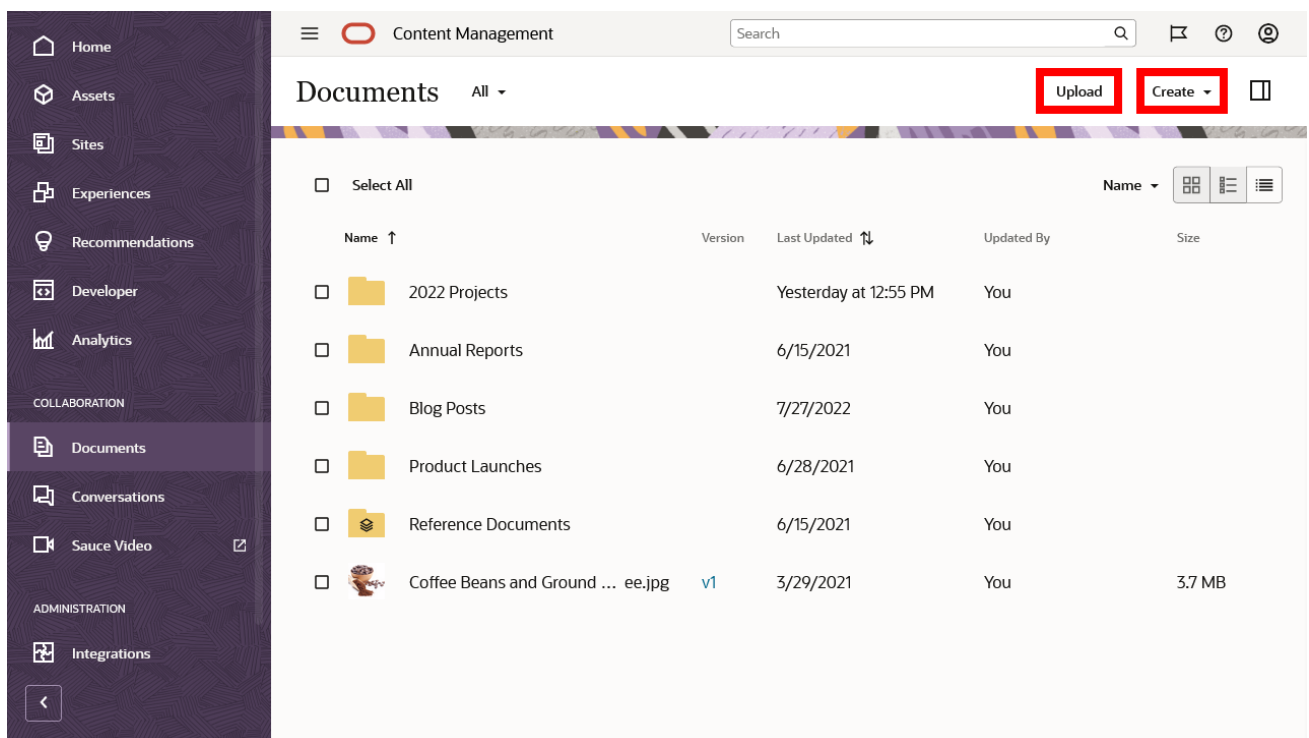 Home
Assets
Sites
Experiences
Recommendations
Developer
Analytics
COLLABORATION
Documents
Conversations
Sauce Video
ADMINISTRATION
Integrations
Content Management
Search
Documents All
Upload Create
Select All
Name
Name Version Last Updated Updated By Size
2022 Projects Yesterday at 12:55 PM You
Annual Reports 6/15/2021 You
Blog Posts 7/27/2022 You
Product Launches 6/28/2021 You
Reference Documents 6/15/2021 You
Coffee Beans and Ground ... ee.jpg v1 3/29/2021 You 3.7 MB